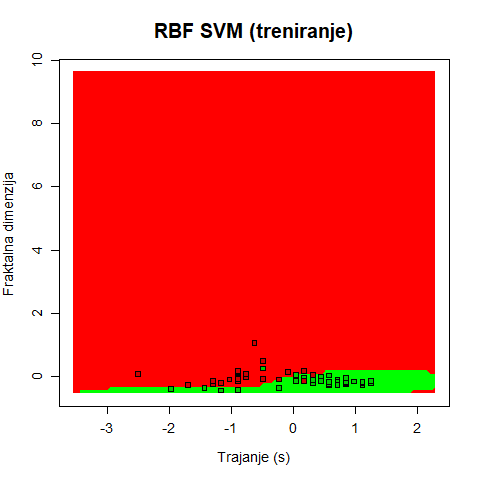 RBF SVM (treniranje)
Fraktalna dimenzija
10
8
6
4
2
0
-3 -2 -1 0 1 2
Trajanje (s)